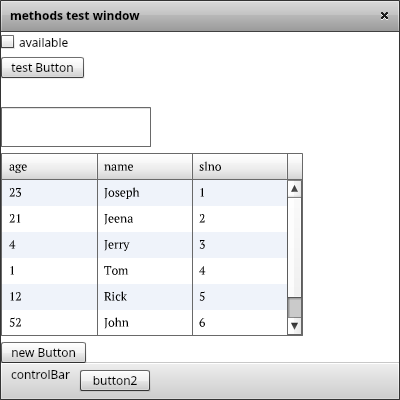 methods test window
available
test Button
age name slno
23 Joseph 1
21 Jeena 2
4 Jerry 3
1 Tom 4
12 Rick 5
52 John 6
new Button
controlBar button2